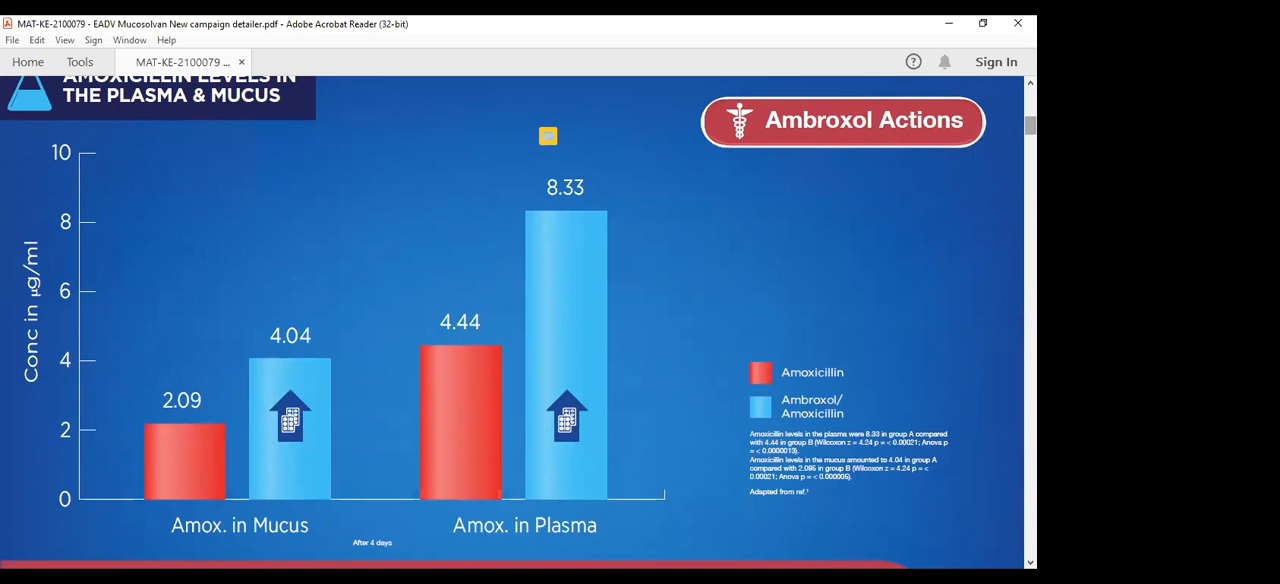 MAT-KE-2100079 - EADV Mucosolvan New campaign detailer.pdf - Adobe Acrobat Reader (32-bit)
File Edit View Sign Window Help
Home Tools MAT-KE-2100079 ... × Sign In
AMOXICILLIN LEVELS IN
THE PLASMA & MUCUS
Ambroxol Actions
Conc in µg/ml
10
8
6
4
2
0
2.09
4.04
4.44
8.33
Amox. in Mucus
Amox. in Plasma
After 4 days
Amoxicillin
Ambroxol/
Amoxicillin
Amoxicillin levels in the plasma were 8.33 in group A compared
with 4.44 in group B (Wilcoxon z = 4.24 p = < 0.00021; Anova p
= < 0.0000013).
Amoxicillin levels in the mucus amounted to 4.04 in group A
compared with 2.095 in group B (Wilcoxon z = 4.24 p = <
0.00021; Anova p = < 0.000005).
Adapted from ref.¹